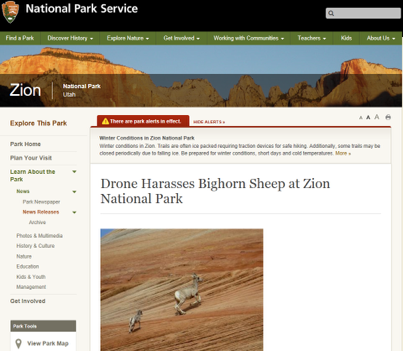 National Park Service
Find a Park Discover History Explore Nature Get Involved Working with Communities Teachers Kids About Us
Zion National Park
Utah
Explore This Park
There are park alerts in effect. HIDE ALERTS »
A A A
Winter Conditions in Zion National Park
Winter conditions in Zion. Trails are often ice packed requiring traction devices for safe hiking. Additionally, some trails may be
closed periodically due to falling ice. Be prepared for winter conditions, short days and cold temperatures. More »
Park Home
Plan Your Visit
Learn About the
Park
News
Park Newspaper
News Releases
Archive
Photos & Multimedia
History & Culture
Nature
Education
Kids & Youth
Management
Get Involved
Park Tools
View Park Map
Drone Harasses Bighorn Sheep at Zion
National Park